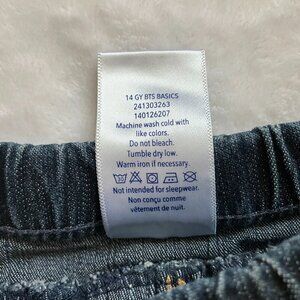 14 GY BTS BASICS
241303263
140126207
Machine wash cold with
like colors.
Do not bleach.
Tumble dry low.
Warm iron if necessary.
Not intended for sleepwear.
Non conçu comme
vêtement de nuit.